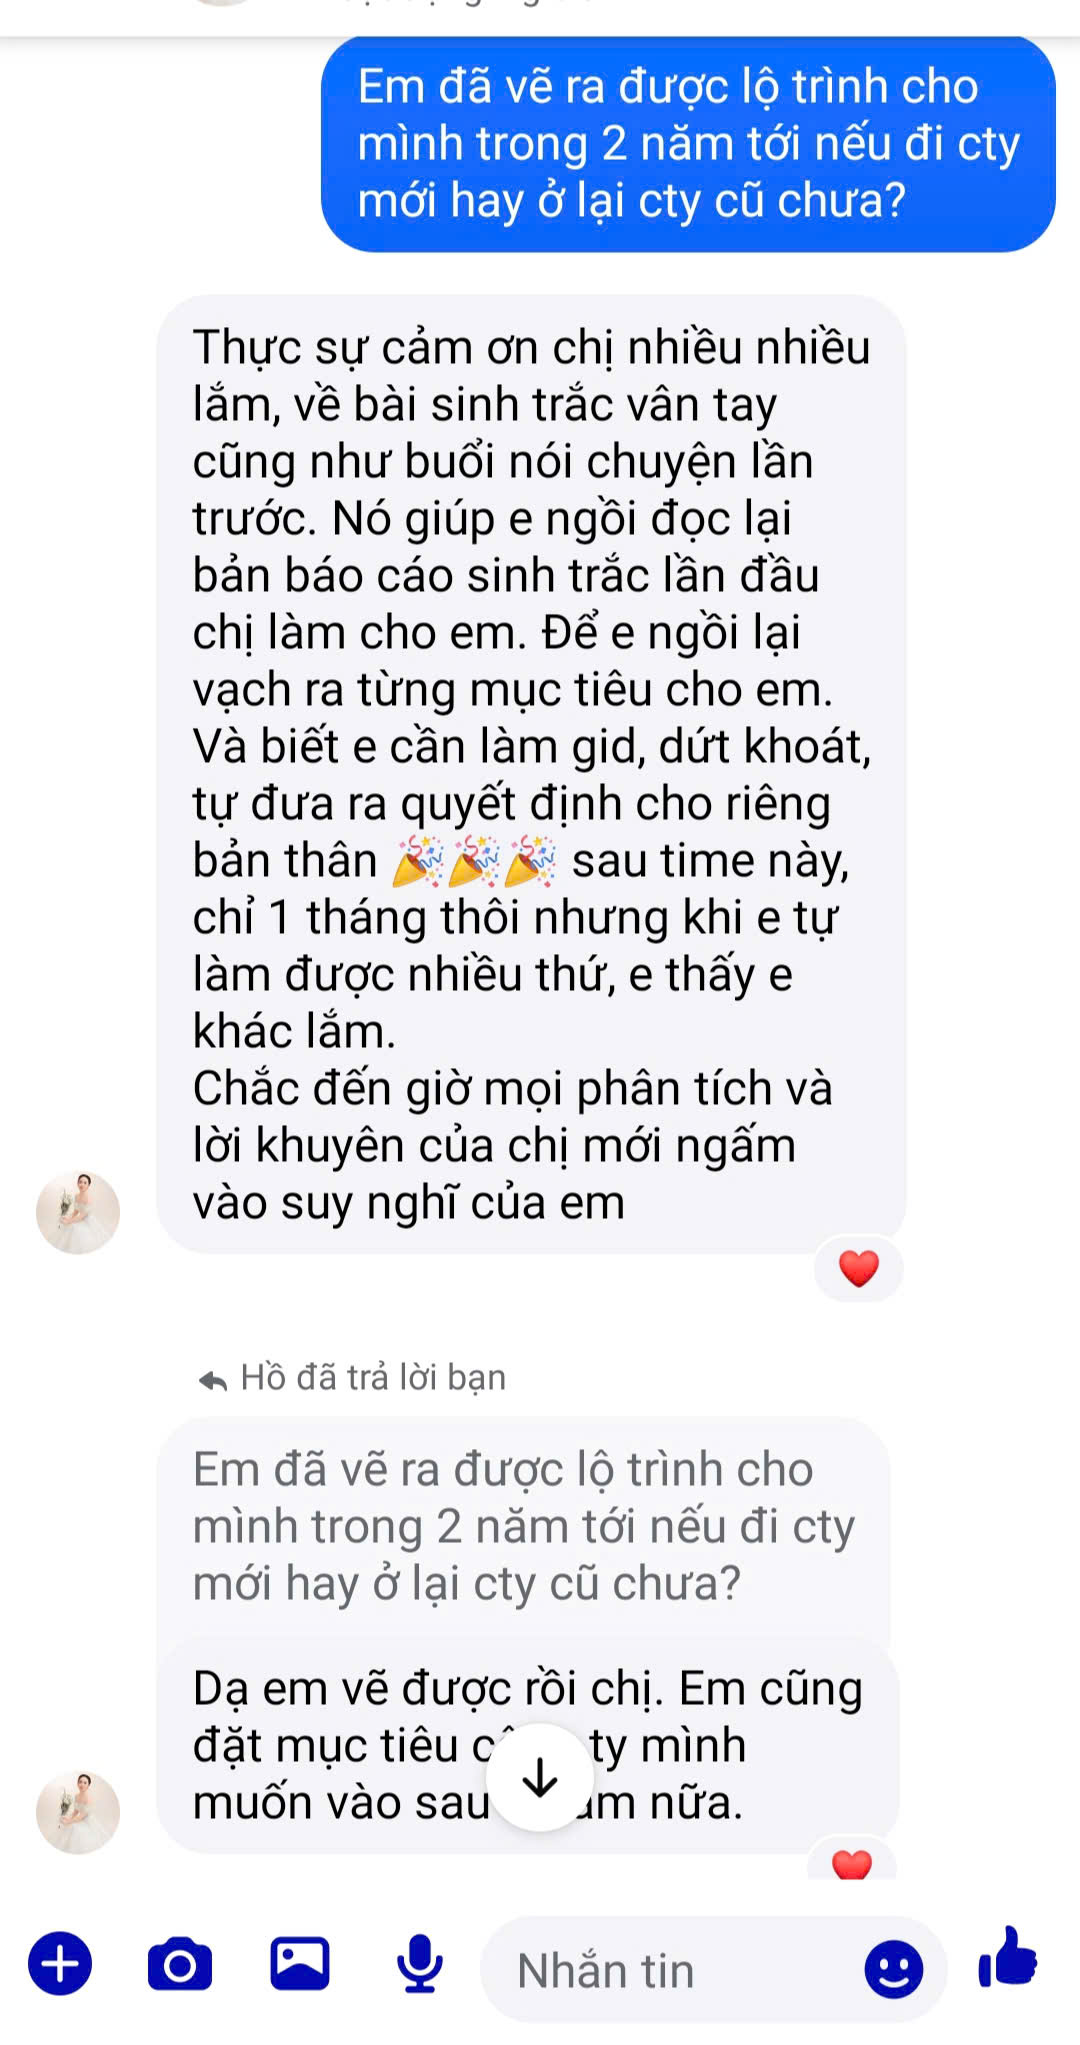 Em đã vẽ ra được lộ trình cho
mình trong 2 năm tới nếu đi cty
mới hay ở lại cty cũ chưa?
Thực sự cảm ơn chị nhiều nhiều
lắm, về bài sinh trắc vân tay
cũng như buổi nói chuyện lần
trước. Nó giúp e ngồi đọc lại
bản báo cáo sinh trắc lần đầu
chị làm cho em. Để e ngồi lại
vạch ra từng mục tiêu cho em.
Và biết e cần làm gid, dứt khoát,
tự đưa ra quyết định cho riêng
bản thân 🎉🎉🎉 sau time này,
chỉ 1 tháng thôi nhưng khi e tự
làm được nhiều thứ, e thấy e
khác lắm.
Chắc đến giờ mọi phân tích và
lời khuyên của chị mới ngấm
vào suy nghĩ của em
Hồ đã trả lời bạn
Em đã vẽ ra được lộ trình cho
mình trong 2 năm tới nếu đi cty
mới hay ở lại cty cũ chưa?
Dạ em vẽ được rồi chị. Em cũng
đặt mục tiêu ty mình
muốn vào sau nữa.
Nhắn tin